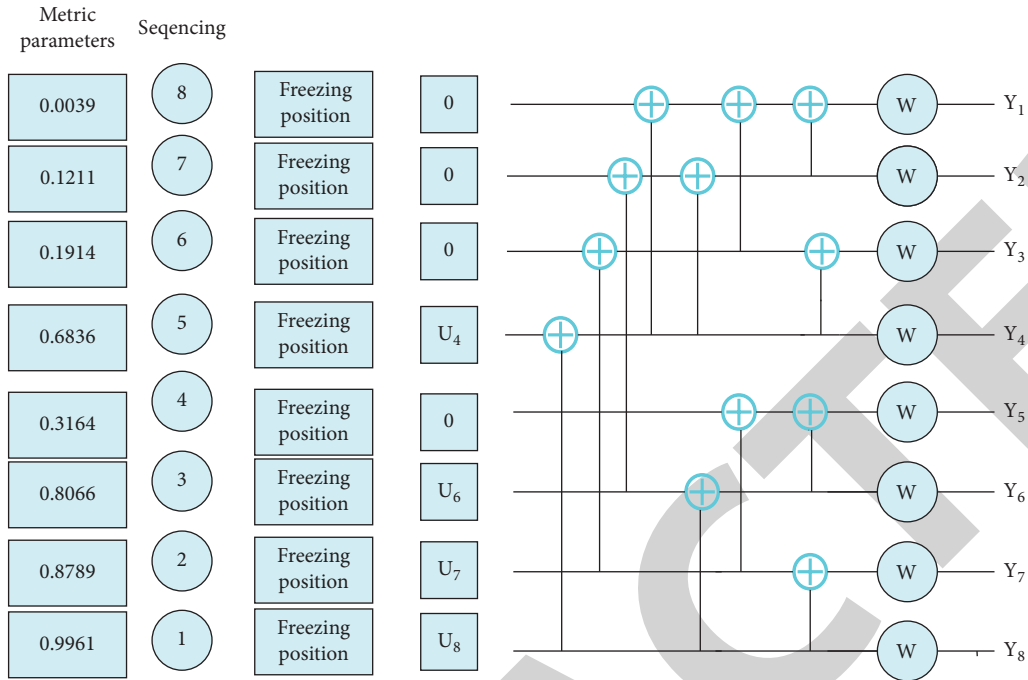 Metric
parameters
Seqencing
0.0039
8
Freezing
position
0
W
Y1
0.1211
7
Freezing
position
0
W
Y2
0.1914
6
Freezing
position
0
W
Y3
0.6836
5
Freezing
position
U4
W
Y4
0.3164
4
Freezing
position
0
W
Y5
0.8066
3
Freezing
position
U6
W
Y6
0.8789
2
Freezing
position
U7
W
Y7
0.9961
1
Freezing
position
U8
W
Y8